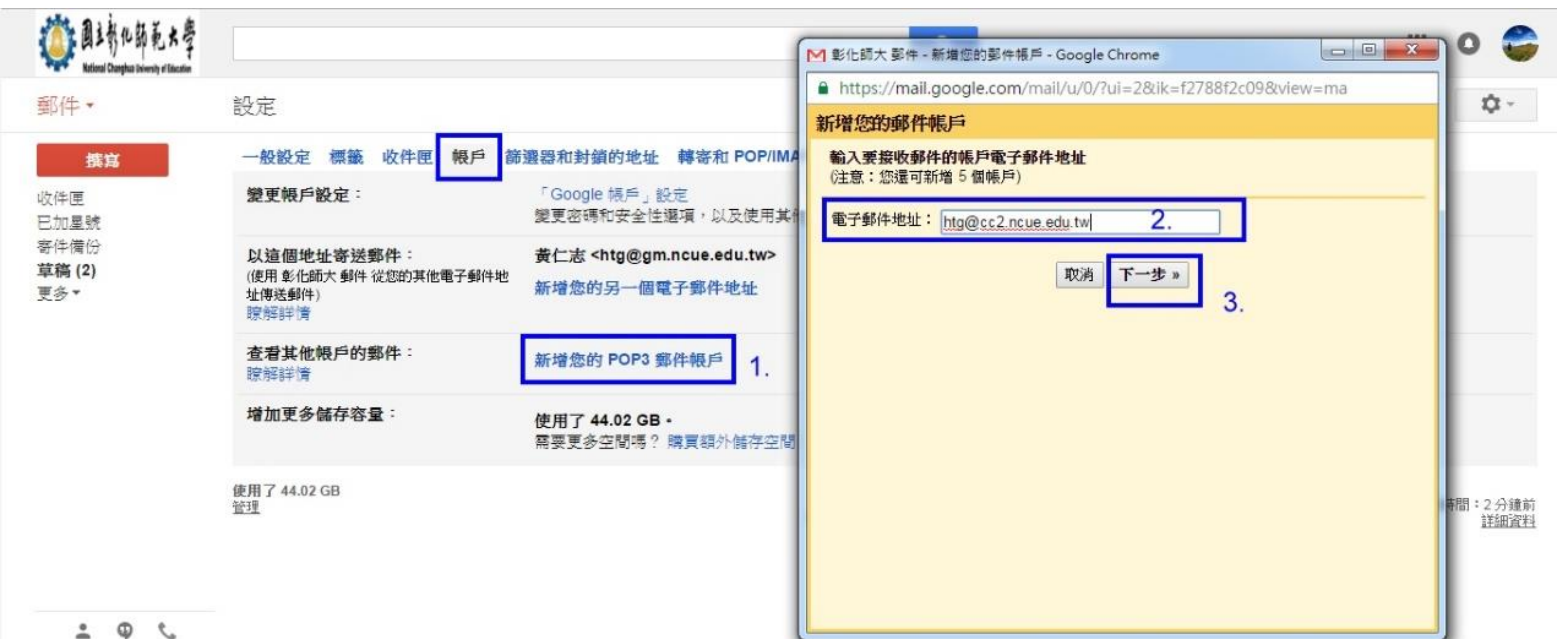 國立彰化師範大學
National Changhua University of Education
郵件
設定
撰寫
收件匣
已加星號
寄件備份
草稿 (2)
更多
一般設定 標籤 收件匣 帳戶 篩選器和封鎖的地址 轉寄和 POP/IMA
變更帳戶設定：
「Google 帳戶」設定
變更密碼和安全性選項，以及使用其他
以這個地址寄送郵件：
(使用 彰化師大 郵件 從您的其他電子郵件地
址傳送郵件)
瞭解詳情
黃仁志 <htg@gm.ncue.edu.tw>
新增您的另一個電子郵件地址
查看其他帳戶的郵件：
瞭解詳情
新增您的 POP3 郵件帳戶 1.
增加更多儲存容量：
使用了 44.02 GB。
需要更多空間嗎？ 購買額外儲存空間
使用了 44.02 GB
管理
彰化師大 郵件 - 新增您的郵件帳戶 - Google Chrome
https://mail.google.com/mail/u/0/?ui=2&ik=f2788f2c09&view=ma
新增您的郵件帳戶
輸入要接收郵件的帳戶電子郵件地址
(注意：您還可新增 5 個帳戶)
電子郵件地址： htg@cc2.ncue.edu.tw 2.
取消 下一步 »
3.
時間：2 分鐘前
詳細資料